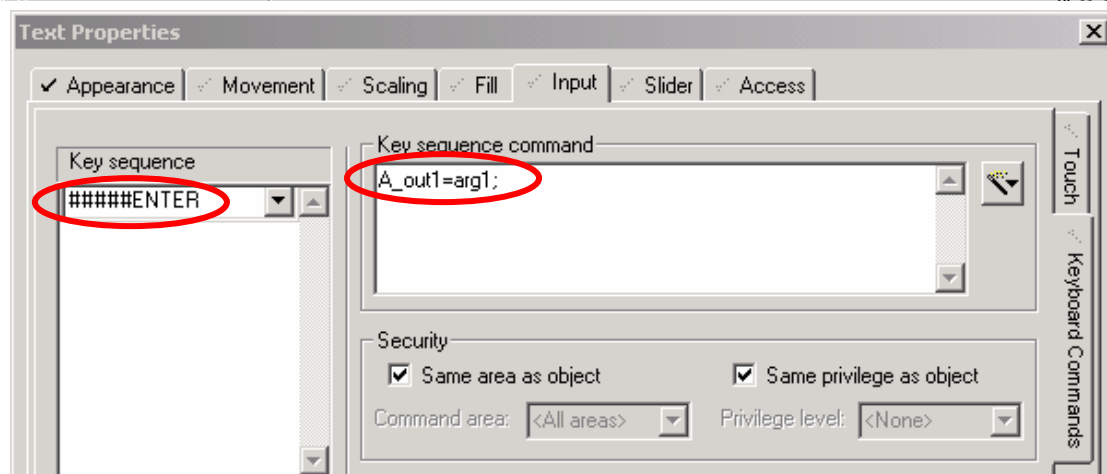 Text Properties
Appearance Movement Scaling Fill Input Slider Access
Key sequence
#####ENTER
Key sequence command
A_out1=arg1;
Security
Same area as object Same privilege as object
Command area: <All areas> Privilege level: <None>
Touch
Keyboard Commands